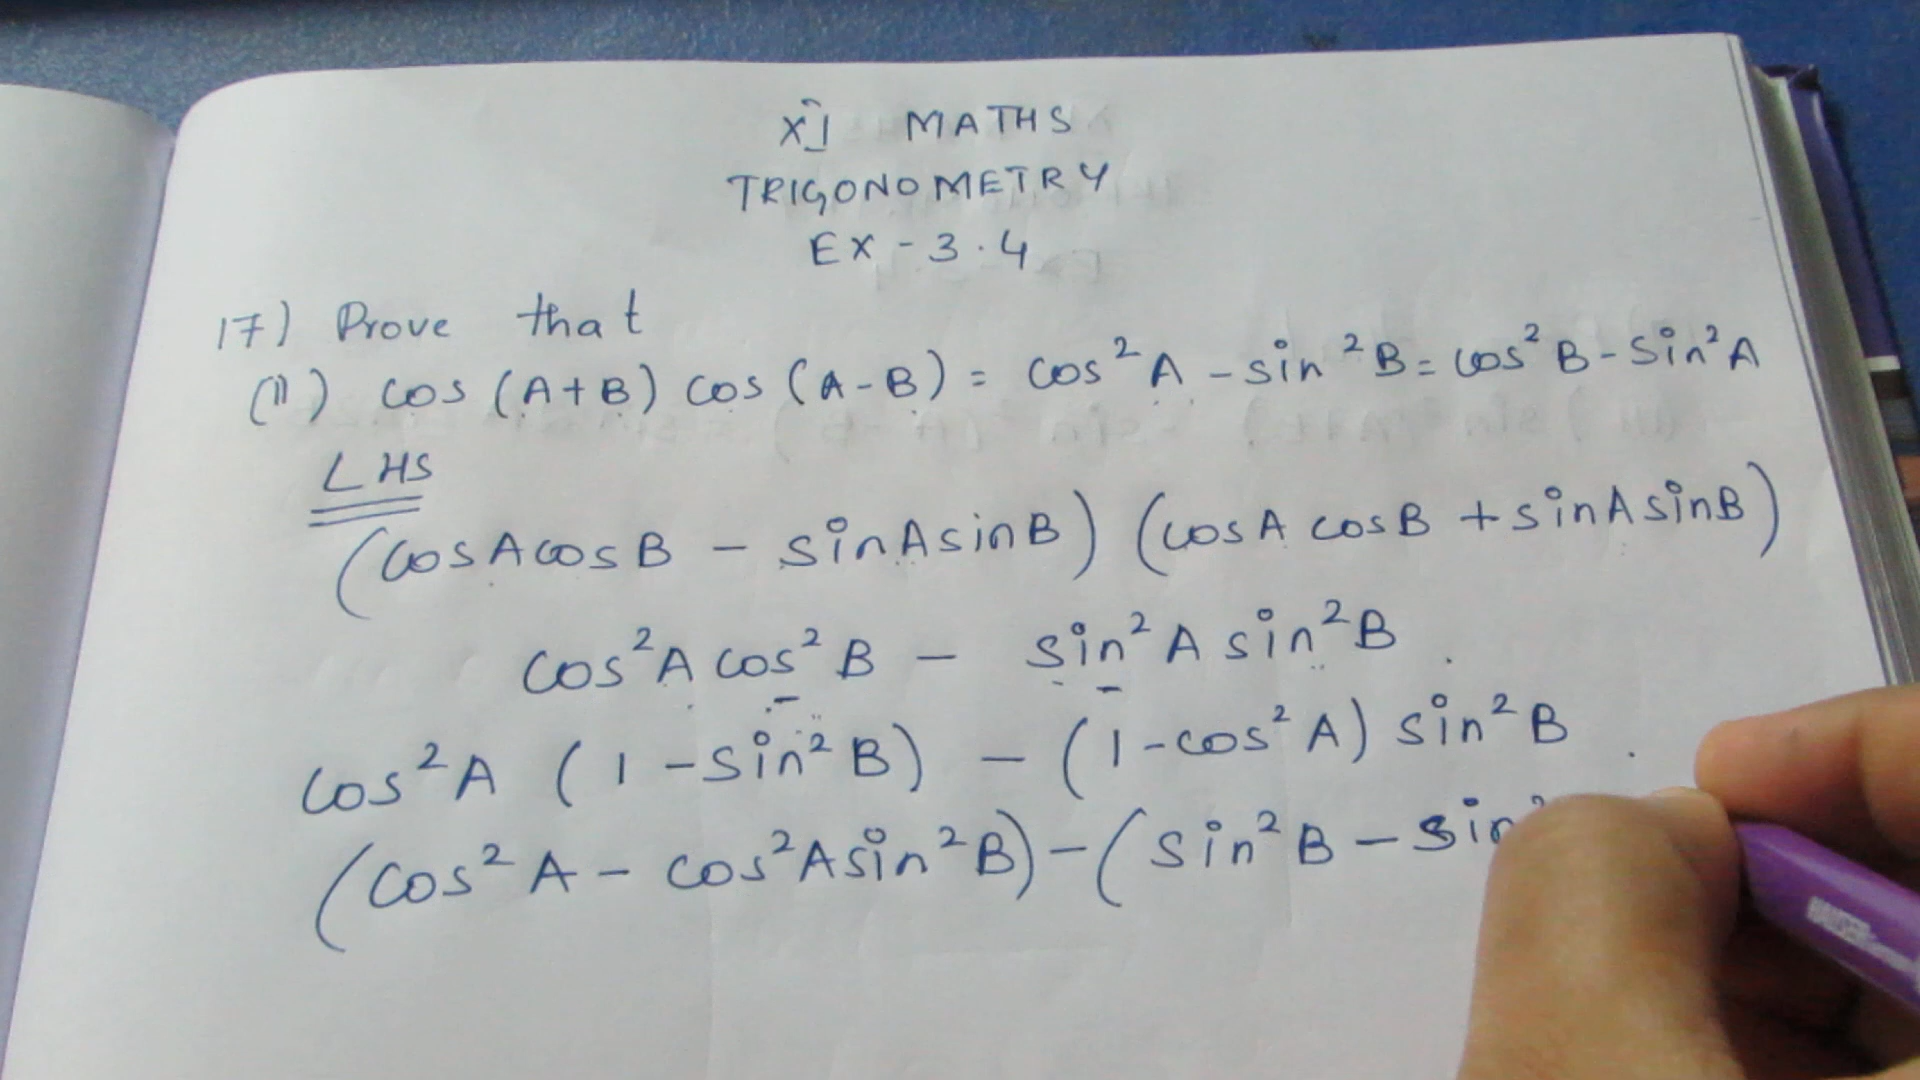 XI MATHS
TRIGONOMETRY
EX - 3.4
17) Prove that
(ii) cos (A+B) cos (A-B) = cos²A - sin²B = cos²B - sin²A
LHS
(cosAcosB - sinAsinB) (cosA cosB + sinAsinB)
cos²A cos²B - sin²A sin²B
cos²A (1 - sin²B) - (1-cos²A) sin²B
(cos²A - cos²Asin²B) - (sin²B - sin²